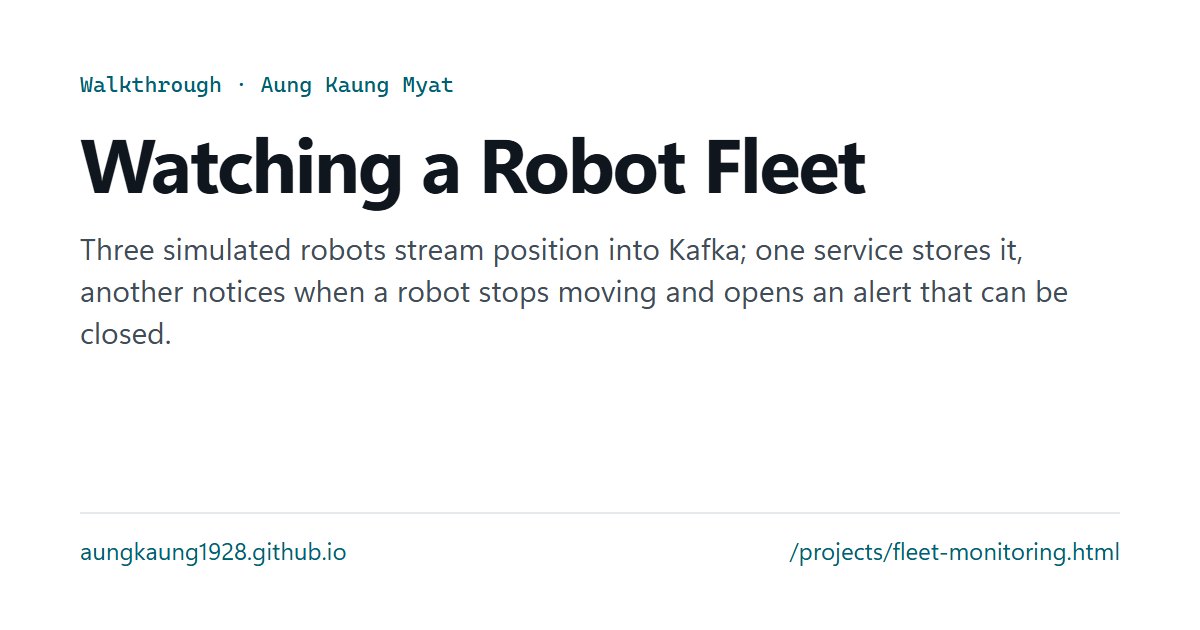 Walkthrough · Aung Kaung Myat
Watching a Robot Fleet
Three simulated robots stream position into Kafka; one service stores it,
another notices when a robot stops moving and opens an alert that can be
closed.
aungkaung1928.github.io
/projects/fleet-monitoring.html